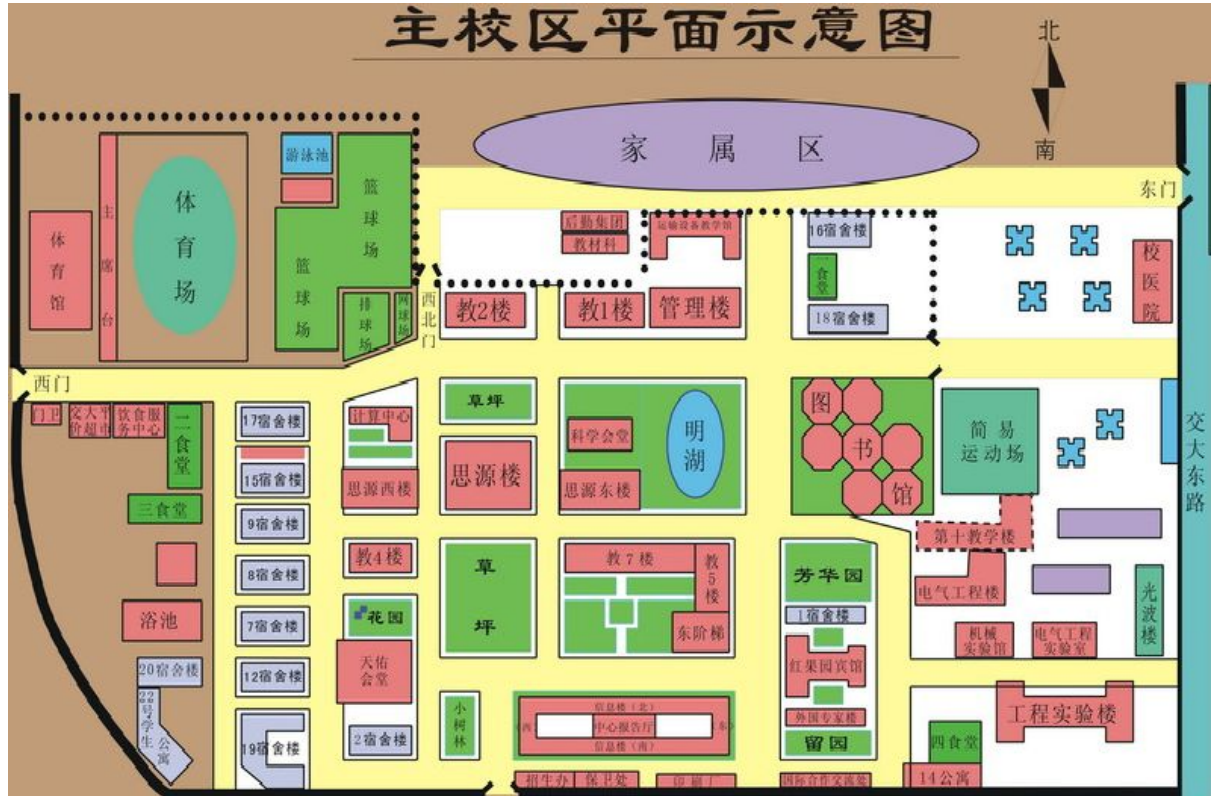 主校区平面示意图
北
南
家属区
东门
游泳池
篮球场
篮球场
体育场
主席台
体育馆
排球场
网球场
西北门
后勤集团
教材科
运输设备教学馆
教2楼
教1楼
管理楼
16宿舍楼
一食堂
18宿舍楼
校医院
西门
门卫
交大平
价超市
饮食服
务中心
二食堂
三食堂
浴池
20宿舍楼
22号学生公寓
17宿舍楼
15宿舍楼
9宿舍楼
8宿舍楼
7宿舍楼
12宿舍楼
19宿舍楼
计算中心
思源西楼
教4楼
花园
天佑
会堂
2宿舍楼
草坪
思源楼
草坪
小树林
科学会堂
明湖
思源东楼
教7楼
教5楼
东阶梯
信息楼（北）
（西）
中心报告厅
（东）
信息楼（南）
招生办
保卫处
印刷厂
图书馆
芳华园
1宿舍楼
红果园宾馆
外国专家楼
留园
国际合作交流处
简易
运动场
第十教学楼
电气工程楼
机械
实验馆
电气工程
实验室
光波楼
工程实验楼
四食堂
14公寓
交大东路